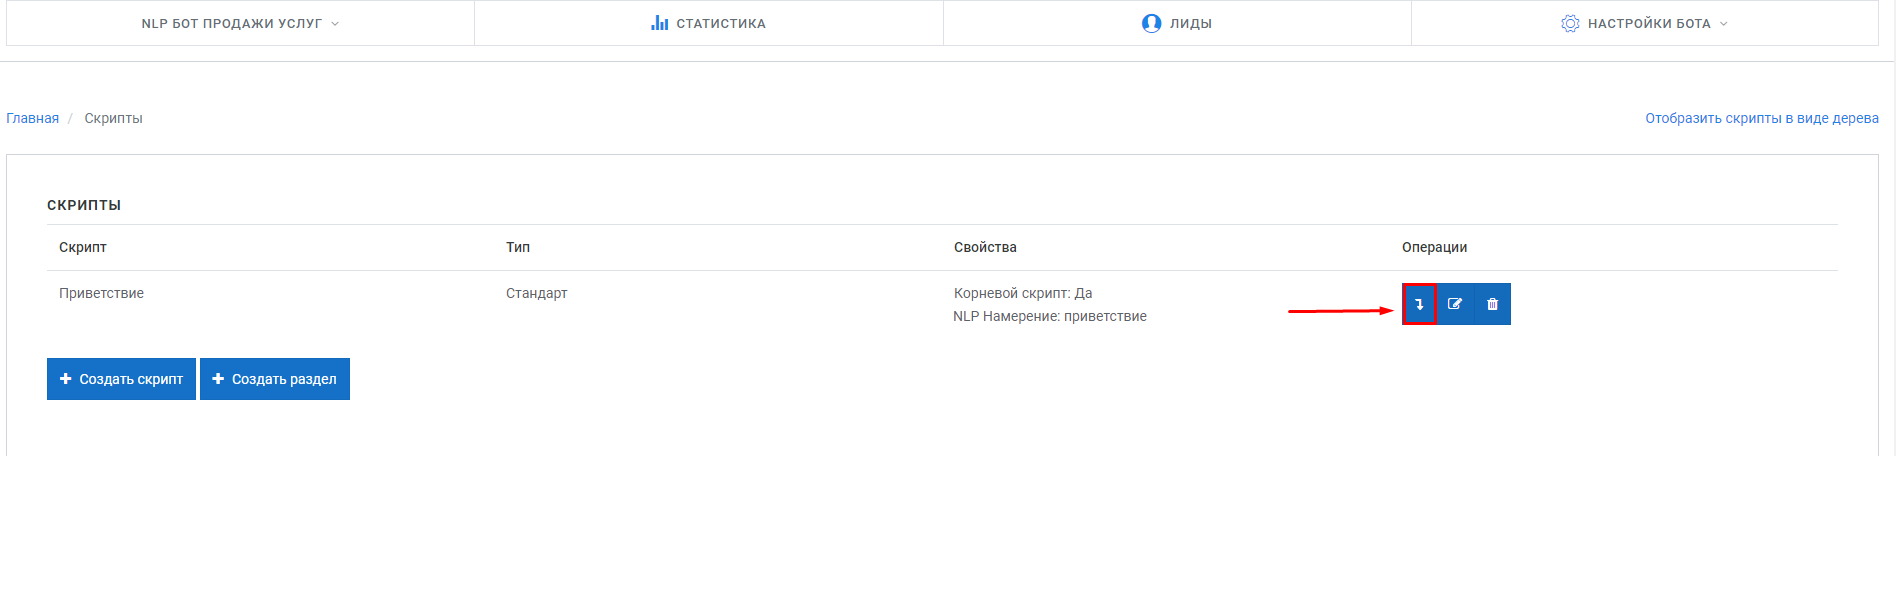 NLP БОТ ПРОДАЖИ УСЛУГ
СТАТИСТИКА
ЛИДЫ
НАСТРОЙКИ БОТА
Главная / Скрипты
Отобразить скрипты в виде дерева
СКРИПТЫ
Скрипт
Тип
Свойства
Операции
Приветствие
Стандарт
Корневой скрипт: Да
NLP Намерение: приветствие
Создать скрипт
Создать раздел